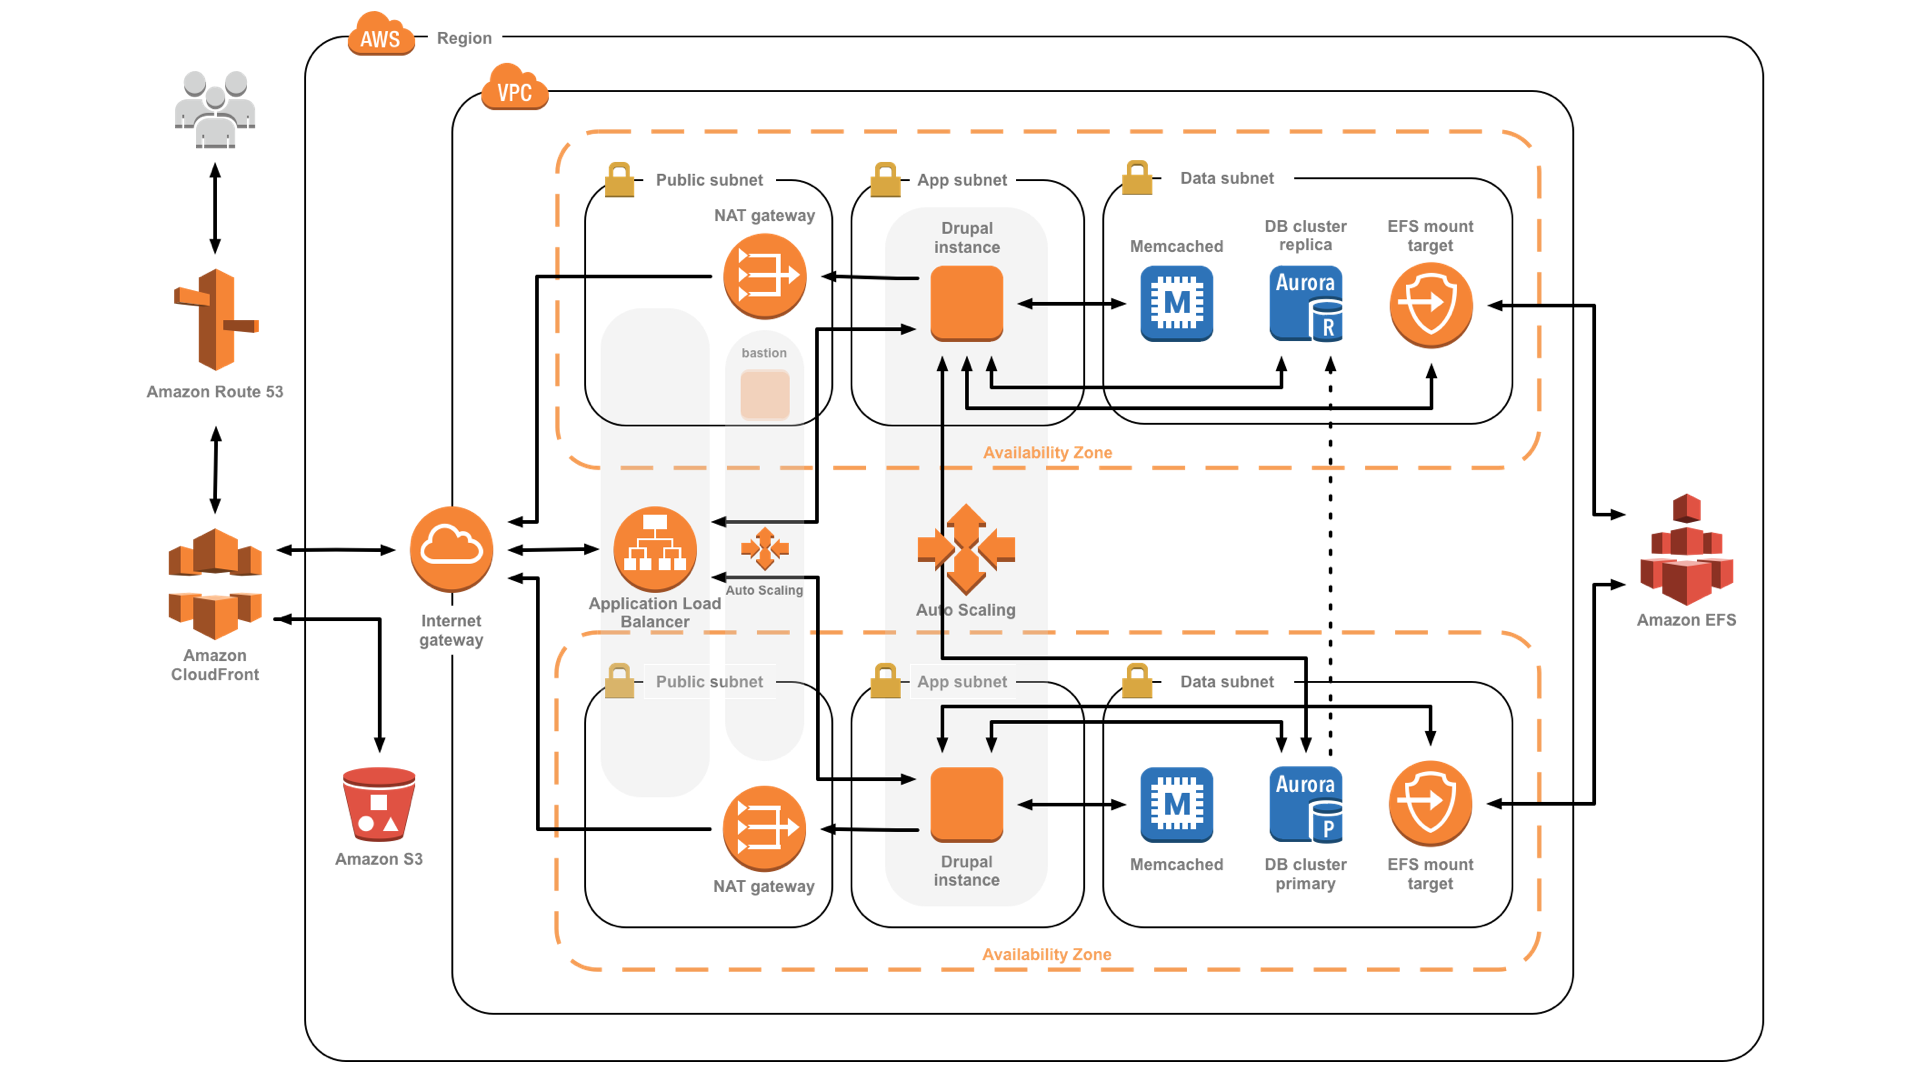 AWS
Region
VPC
Public subnet
App subnet
Data subnet
NAT gateway
Drupal
instance
Memcached
DB cluster
replica
EFS mount
target
M
Aurora
R
bastion
Amazon Route 53
Availability Zone
Application Load
Balancer
Auto Scaling
Auto Scaling
Internet
gateway
Amazon EFS
Amazon
CloudFront
Public subnet
App subnet
Data subnet
M
Aurora
P
Amazon S3
NAT gateway
Drupal
instance
Memcached
DB cluster
primary
EFS mount
target
Availability Zone